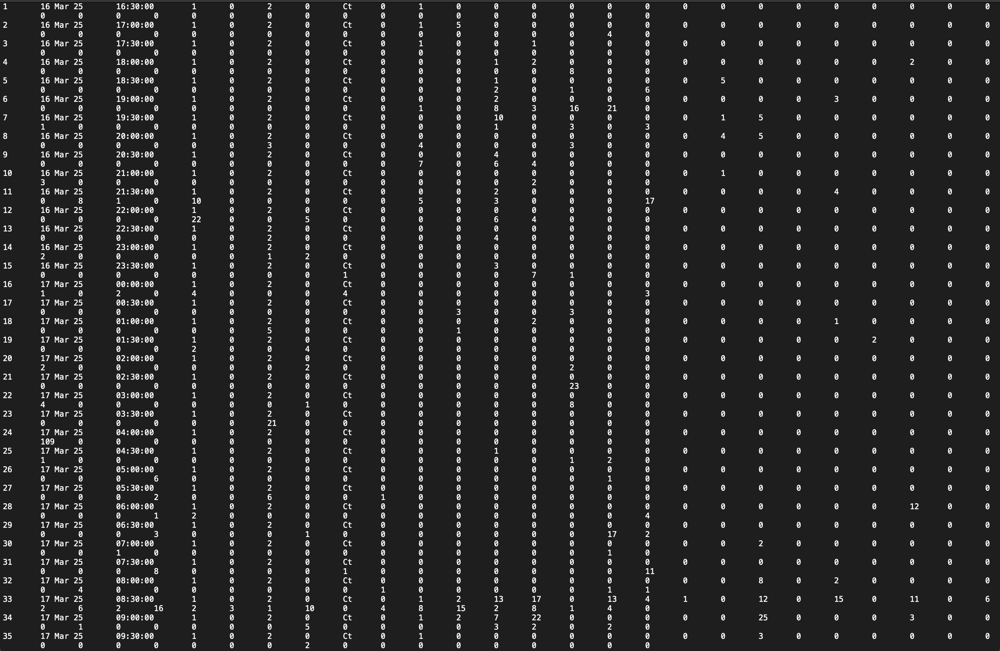 1 16 Mar 25 16:30:00 1 0 2 0 Ct 0 1 0 0 0 0 0 0 0 0 0 0 0 0 0 0 0
0 0 0 0 0 0 0 0 0 0 0 0 0 0 0 0 0
2 16 Mar 25 17:00:00 1 0 2 0 Ct 0 1 5 0 0 0 0 0 0 0 0 0 0 0 0 0 0
0 0 0 0 0 0 0 0 0 0 0 0 0 0 0 4 0
3 16 Mar 25 17:30:00 1 0 2 0 Ct 0 1 0 0 1 0 0 0 0 0 0 0 0 0 0 0 0
0 0 0 0 0 0 0 0 0 0 0 0 0 0 0 0 0
4 16 Mar 25 18:00:00 1 0 2 0 Ct 0 0 0 1 2 0 0 0 0 0 0 0 0 0 2 0 0
0 0 0 0 0 0 0 0 0 0 0 0 0 0 8 0 0
5 16 Mar 25 18:30:00 1 0 2 0 Ct 0 0 0 1 0 0 0 0 0 5 0 0 0 0 0 0 0
0 0 0 0 0 0 0 0 0 0 0 0 2 0 1 0 6
6 16 Mar 25 19:00:00 1 0 2 0 Ct 0 0 0 2 0 0 0 0 0 0 0 0 3 0 0 0 0
0 0 0 0 0 0 0 0 0 0 1 0 8 3 16 21 0
7 16 Mar 25 19:30:00 1 0 2 0 Ct 0 0 0 10 0 0 0 0 0 1 5 0 0 0 0 0 0
1 0 0 0 0 0 0 0 0 0 0 0 1 0 3 0 3
8 16 Mar 25 20:00:00 1 0 2 0 Ct 0 0 0 0 0 0 0 0 0 4 5 0 0 0 0 0 0
0 0 0 0 0 0 3 0 0 0 4 0 0 0 3 0 0
9 16 Mar 25 20:30:00 1 0 2 0 Ct 0 0 0 4 0 0 0 0 0 0 0 0 0 0 0 0 0
0 0 0 0 0 0 0 0 0 0 7 0 6 4 0 0 0
10 16 Mar 25 21:00:00 1 0 2 0 Ct 0 0 0 0 0 0 0 0 0 1 0 0 0 0 0 0 0
3 0 0 0 0 0 0 0 0 0 0 0 0 2 0 0 0
11 16 Mar 25 21:30:00 1 0 2 0 Ct 0 0 0 2 0 0 0 0 0 0 0 0 4 0 0 0 0
0 8 1 0 10 0 0 0 0 0 5 0 3 0 0 0 17
12 16 Mar 25 22:00:00 1 0 2 0 Ct 0 0 0 0 0 0 0 0 0 0 0 0 0 0 0 0 0
0 0 0 0 22 0 0 5 0 0 0 0 6 4 0 0 0
13 16 Mar 25 22:30:00 1 0 2 0 Ct 0 0 0 0 0 0 0 0 0 0 0 0 0 0 0 0 0
0 0 0 0 0 0 2 0 0 0 0 0 4 0 0 0 0
14 16 Mar 25 23:00:00 1 0 2 0 Ct 0 0 0 0 0 0 0 0 0 0 0 0 0 0 0 0 0
2 0 0 0 0 0 1 2 0 0 0 0 0 0 0 0 0
15 16 Mar 25 23:30:00 1 0 2 0 Ct 0 0 0 3 0 0 0 0 0 0 0 0 0 0 0 0 0
0 0 0 0 0 0 0 0 1 0 0 0 0 7 1 0 0
16 17 Mar 25 00:00:00 1 0 2 0 Ct 0 0 0 0 0 0 0 0 0 0 0 0 0 0 0 0 0
1 0 2 0 4 0 0 0 4 0 0 0 0 0 0 0 3
17 17 Mar 25 00:30:00 1 0 2 0 Ct 0 0 0 0 0 0 0 0 0 0 0 0 0 0 0 0 0
0 0 0 0 0 0 0 0 0 0 0 3 0 0 3 0 0
18 17 Mar 25 01:00:00 1 0 2 0 Ct 0 0 0 0 2 0 0 0 0 0 0 0 1 0 0 0 0
0 0 0 0 0 0 5 0 0 0 0 1 0 0 0 0 0
19 17 Mar 25 01:30:00 1 0 2 0 Ct 0 0 0 0 0 0 0 0 0 0 0 0 0 2 0 0 0
0 0 0 0 2 0 0 4 0 0 0 0 0 0 0 0 0
20 17 Mar 25 02:00:00 1 0 2 0 Ct 0 0 0 0 0 0 0 0 0 0 0 0 0 0 0 0 0
2 0 0 0 0 0 0 2 0 0 0 0 0 0 2 0 0
21 17 Mar 25 02:30:00 1 0 2 0 Ct 0 0 0 0 0 0 0 0 0 0 0 0 0 0 0 0 0
0 0 0 0 0 0 0 0 0 0 0 0 0 0 23 0 0
22 17 Mar 25 03:00:00 1 0 2 0 Ct 0 0 0 0 0 0 0 0 0 0 0 0 0 0 0 0 0
4 0 0 0 0 0 0 1 0 0 0 0 0 0 8 0 0
23 17 Mar 25 03:30:00 1 0 2 0 Ct 0 0 0 0 0 0 0 0 0 0 0 0 0 0 0 0 0
0 0 0 0 0 0 21 0 0 0 0 0 0 0 0 0 0
24 17 Mar 25 04:00:00 1 0 2 0 Ct 0 0 0 0 0 0 0 0 0 0 0 0 0 0 0 0 0
109 0 0 0 0 0 0 0 0 0 0 0 0 0 0 0 0
25 17 Mar 25 04:30:00 1 0 2 0 Ct 0 0 0 1 0 0 0 0 0 0 0 0 0 0 0 0 0
1 0 0 0 0 0 0 0 0 0 0 0 0 0 1 2 0
26 17 Mar 25 05:00:00 1 0 2 0 Ct 0 0 0 0 0 0 0 0 0 0 0 0 0 0 0 0 0
0 0 0 6 0 0 0 0 0 0 0 0 0 0 0 1 0
27 17 Mar 25 05:30:00 1 0 2 0 Ct 0 0 0 0 0 0 0 0 0 0 0 0 0 0 0 0 0
0 0 0 2 0 0 6 0 0 1 0 0 0 0 0 0 0
28 17 Mar 25 06:00:00 1 0 2 0 Ct 0 0 0 0 0 0 0 0 0 0 0 0 0 0 12 0 0
0 0 0 1 2 0 0 0 0 0 0 0 0 0 0 0 4
29 17 Mar 25 06:30:00 1 0 2 0 Ct 0 0 0 0 0 0 0 0 0 0 0 0 0 0 0 0 0
0 0 0 3 0 0 0 1 0 0 0 0 0 0 0 17 2
30 17 Mar 25 07:00:00 1 0 2 0 Ct 0 0 0 0 0 0 0 0 0 0 2 0 0 0 0 0 0
0 0 1 0 0 0 0 0 0 0 0 0 0 0 0 1 0
31 17 Mar 25 07:30:00 1 0 2 0 Ct 0 0 0 0 0 0 0 0 0 0 0 0 0 0 0 0 0
0 0 0 8 0 0 0 0 1 0 0 0 0 0 0 0 11
32 17 Mar 25 08:00:00 1 0 2 0 Ct 0 0 0 0 0 0 0 0 0 0 8 0 2 0 0 0 0
0 4 0 0 0 0 0 0 0 1 0 0 0 0 0 1 1
33 17 Mar 25 08:30:00 1 0 2 0 Ct 0 1 2 13 17 0 13 4 1 0 12 0 15 0 11 0 6
2 6 2 16 2 3 1 10 0 4 8 15 2 8 1 4 0
34 17 Mar 25 09:00:00 1 0 2 0 Ct 0 1 2 7 22 0 0 0 0 0 25 0 0 0 3 0 0
0 1 0 0 0 0 0 5 0 0 0 0 3 2 0 2 0
35 17 Mar 25 09:30:00 1 0 2 0 Ct 0 1 0 0 0 0 0 0 0 0 3 0 0 0 0 0 0
0 0 0 0 0 0 0 2 0 0 0 0 0 0 0 0 0